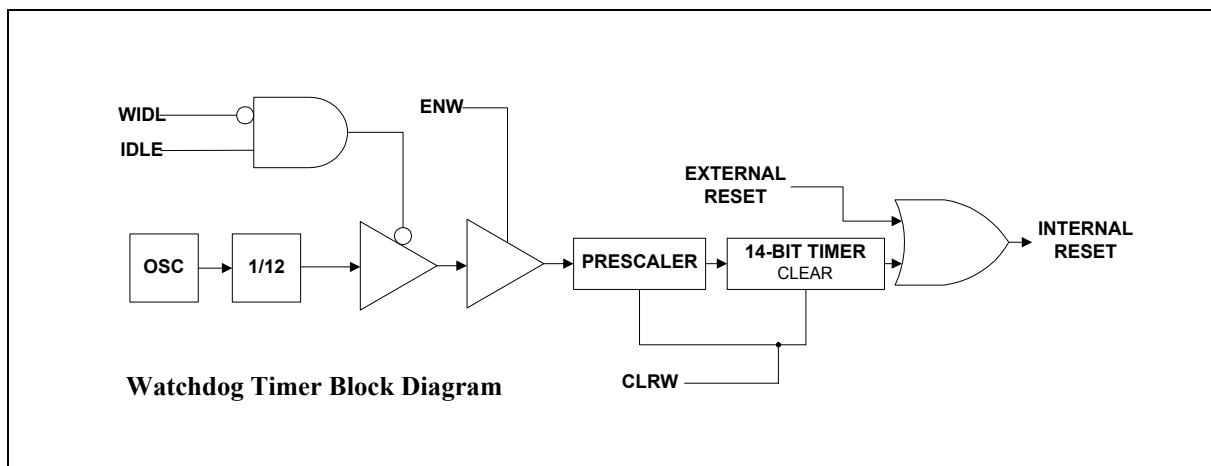 WIDL
IDLE
ENW
EXTERNAL
RESET
OSC
1/12
PRESCALER
14-BIT TIMER
CLEAR
INTERNAL
RESET
CLRW
Watchdog Timer Block Diagram